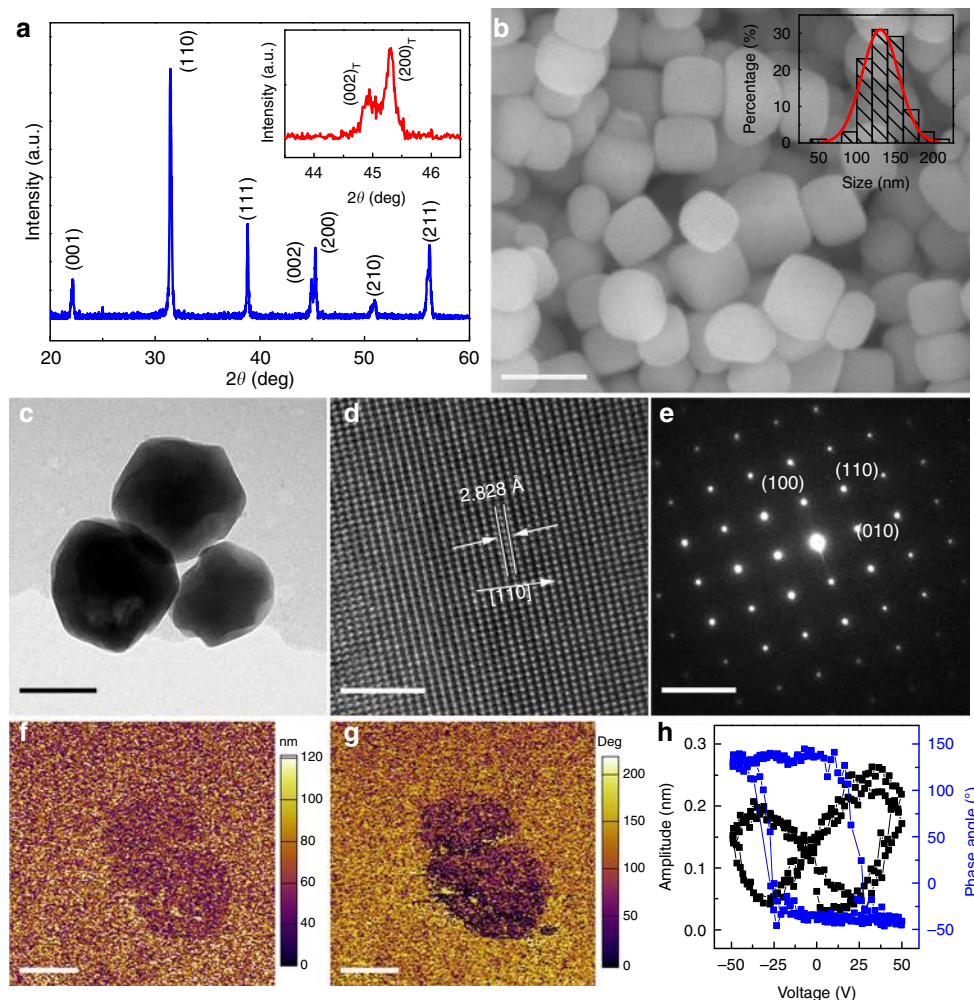 a
Intensity (a.u.)
(001)
(110)
(111)
(002)
(200)
(210)
(211)
20 30 40 50 60
2θ (deg)
Intensity (a.u.)
(002)T
(200)T
44 45 46
2θ (deg)
b
Percentage (%)
30
20
10
0
50 100 150 200
Size (nm)
c
d
2.828 Å
[110]
e
(100)
(110)
(010)
f
nm
120
100
80
60
40
20
0
g
Deg
200
150
100
50
0
h
Amplitude (nm)
0.3
0.2
0.1
0.0
−50 −25 0 25 50
Voltage (V)
150
100
50
0
−50
Phase angle (°)